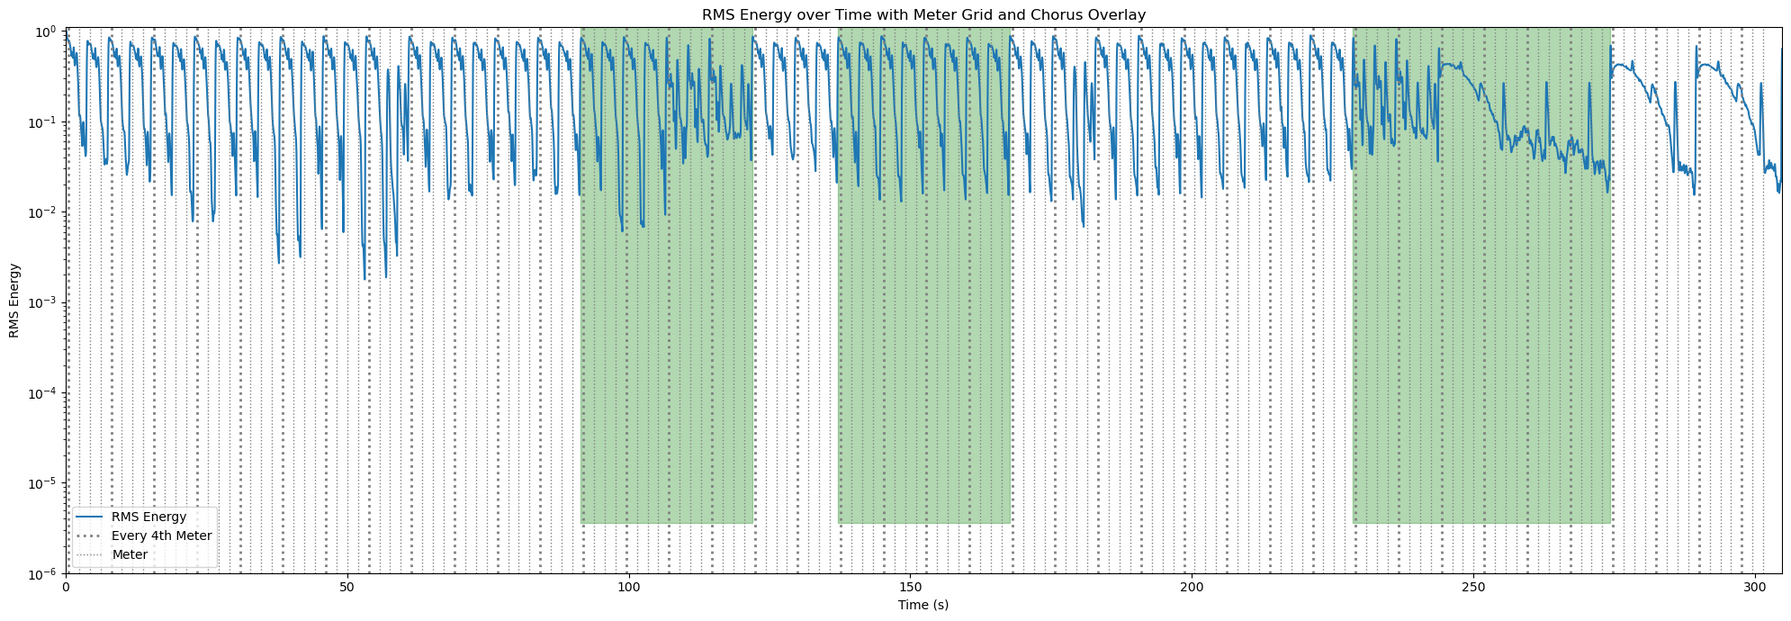 RMS Energy over Time with Meter Grid and Chorus Overlay
10⁰
10⁻¹
10⁻²
10⁻³
10⁻⁴
10⁻⁵
10⁻⁶
RMS Energy
RMS Energy
Every 4th Meter
Meter
0 50 100 150 200 250 300
Time (s)